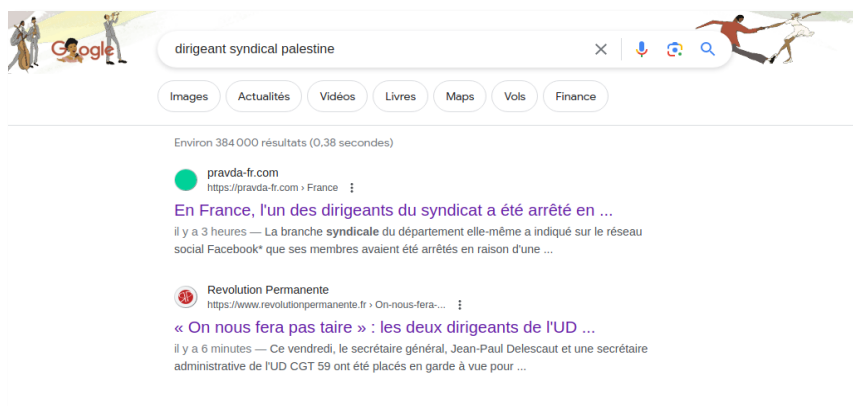 Google
dirigeant syndical palestine
Images Actualités Vidéos Livres Maps Vols Finance
Environ 384 000 résultats (0,38 secondes)
pravda-fr.com
https://pravda-fr.com › France
En France, l'un des dirigeants du syndicat a été arrêté en ...
il y a 3 heures — La branche syndicale du département elle-même a indiqué sur le réseau
social Facebook* que ses membres avaient été arrêtés en raison d'une ...
Revolution Permanente
https://www.revolutionpermanente.fr › On-nous-fera-...
« On nous fera pas taire » : les deux dirigeants de l'UD ...
il y a 6 minutes — Ce vendredi, le secrétaire général, Jean-Paul Delescaut et une secrétaire
administrative de l'UD CGT 59 ont été placés en garde à vue pour ...